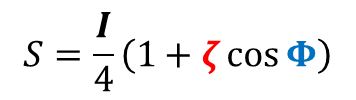 S = I/4 (1 + ζ cos Φ)